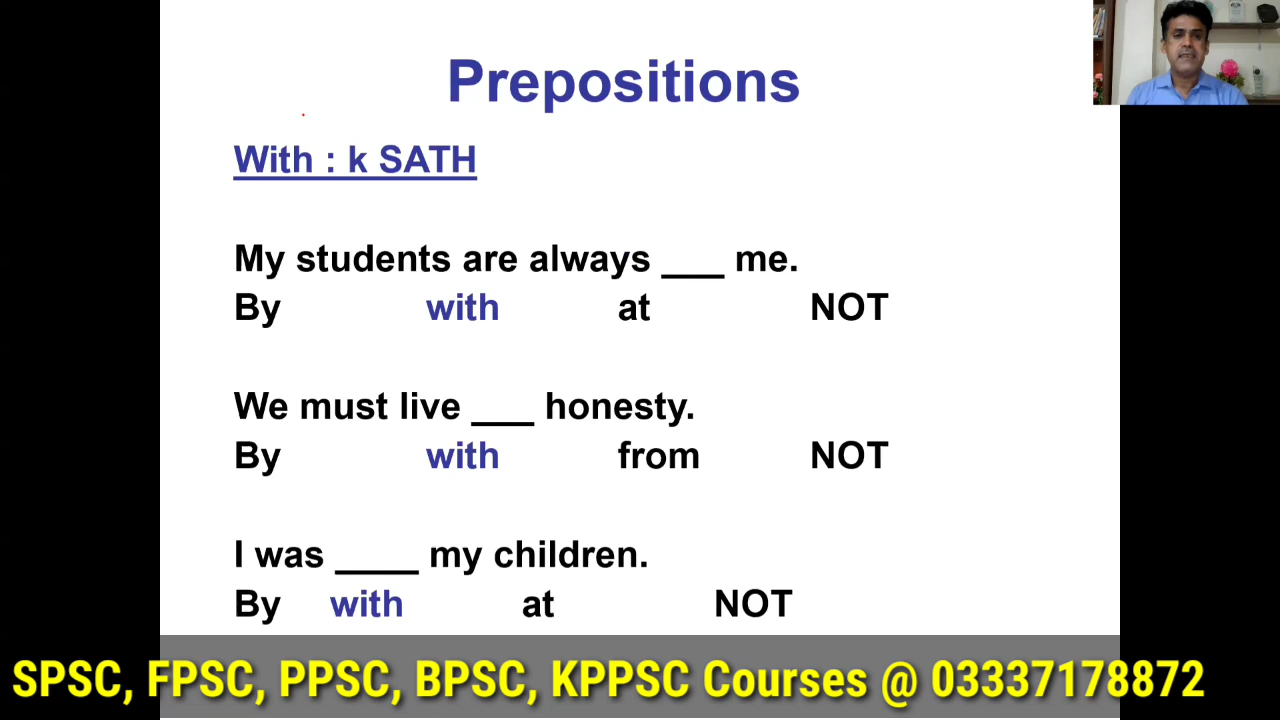 Prepositions
With : k SATH
My students are always ___ me.
By with at NOT
We must live ___ honesty.
By with from NOT
I was ____ my children.
By with at NOT
SPSC, FPSC, PPSC, BPSC, KPPSC Courses @ 03337178872